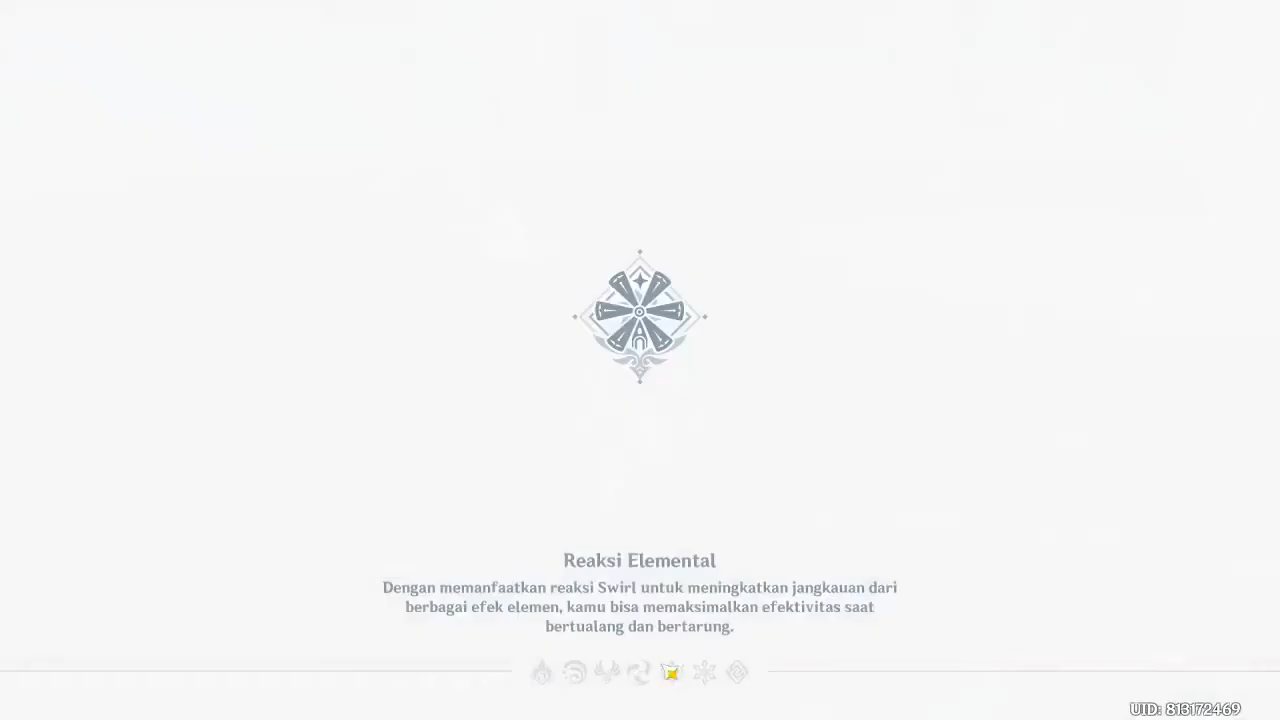 Reaksi Elemental
Dengan memanfaatkan reaksi Swirl untuk meningkatkan jangkauan dari
berbagai efek elemen, kamu bisa memaksimalkan efektivitas saat
bertualang dan bertarung.
UID: 813172469